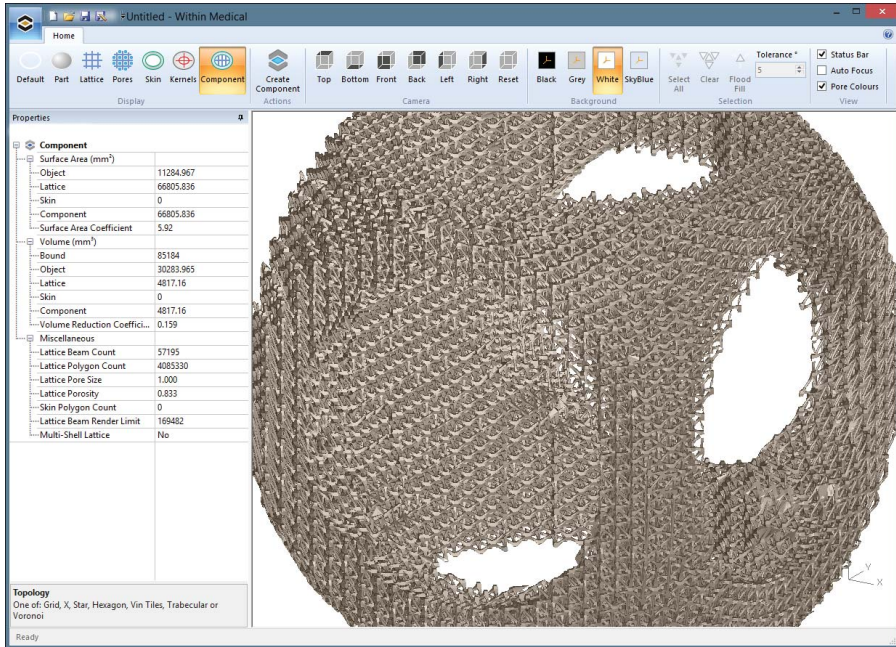 Untitled - Within Medical
Home
Default Part Lattice Pores Skin Kernels Component
Create Component
Top Bottom Front Back Left Right Reset
Black Grey White SkyBlue
Select All Clear Flood Fill
Tolerance *
5
Status Bar
Auto Focus
Pore Colours
Display Actions Camera Background Selection View
Properties
Component
Surface Area (mm²)
Object 11284.967
Lattice 66805.836
Skin 0
Component 66805.836
Surface Area Coefficient 5.92
Volume (mm³)
Bound 85184
Object 30283.965
Lattice 4817.16
Skin 0
Component 4817.16
Volume Reduction Coeffici... 0.159
Miscellaneous
Lattice Beam Count 57195
Lattice Polygon Count 4085330
Lattice Pore Size 1.000
Lattice Porosity 0.833
Skin Polygon Count 0
Lattice Beam Render Limit 169482
Multi-Shell Lattice No
Y
X
Topology
One of: Grid, X, Star, Hexagon, Vin Tiles, Trabecular or
Voronoi
Ready